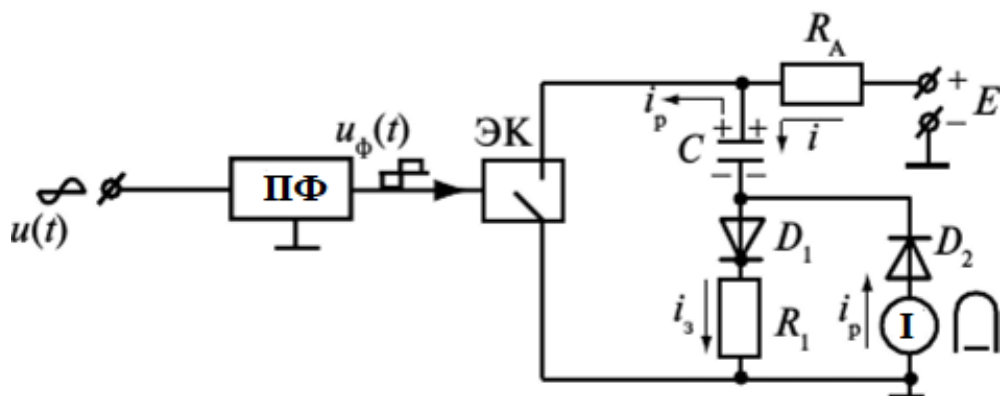 u(t)
ПФ
u_ф(t)
ЭК
i_р
C
+ +
− −
i
R_А
+
−
E
D_1
i_з
R_1
D_2
i_р
I